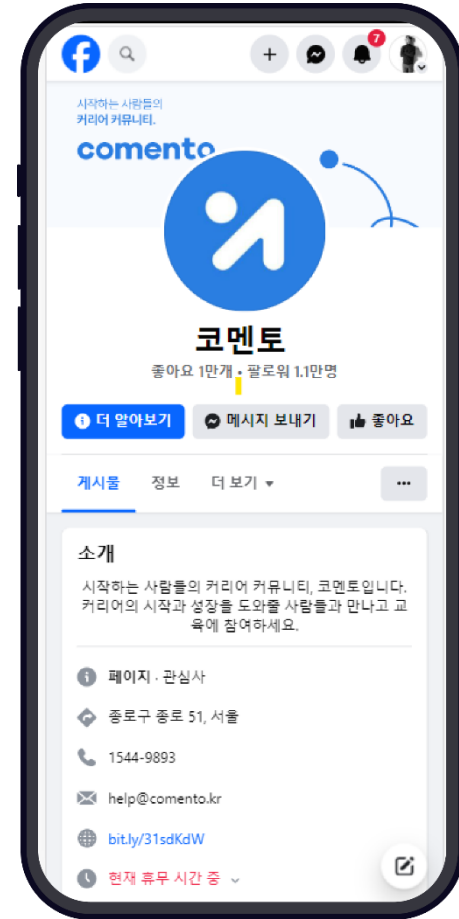 7
시작하는 사람들의
커리어 커뮤니티.
comento
코멘토
좋아요 1만개 • 팔로워 1.1만명
더 알아보기 메시지 보내기 좋아요
게시물 정보 더 보기
소개
시작하는 사람들의 커리어 커뮤니티, 코멘토입니다.
커리어의 시작과 성장을 도와줄 사람들과 만나고 교
육에 참여하세요.
페이지 · 관심사
종로구 종로 51, 서울
1544-9893
help@comento.kr
bit.ly/31sdKdW
현재 휴무 시간 중